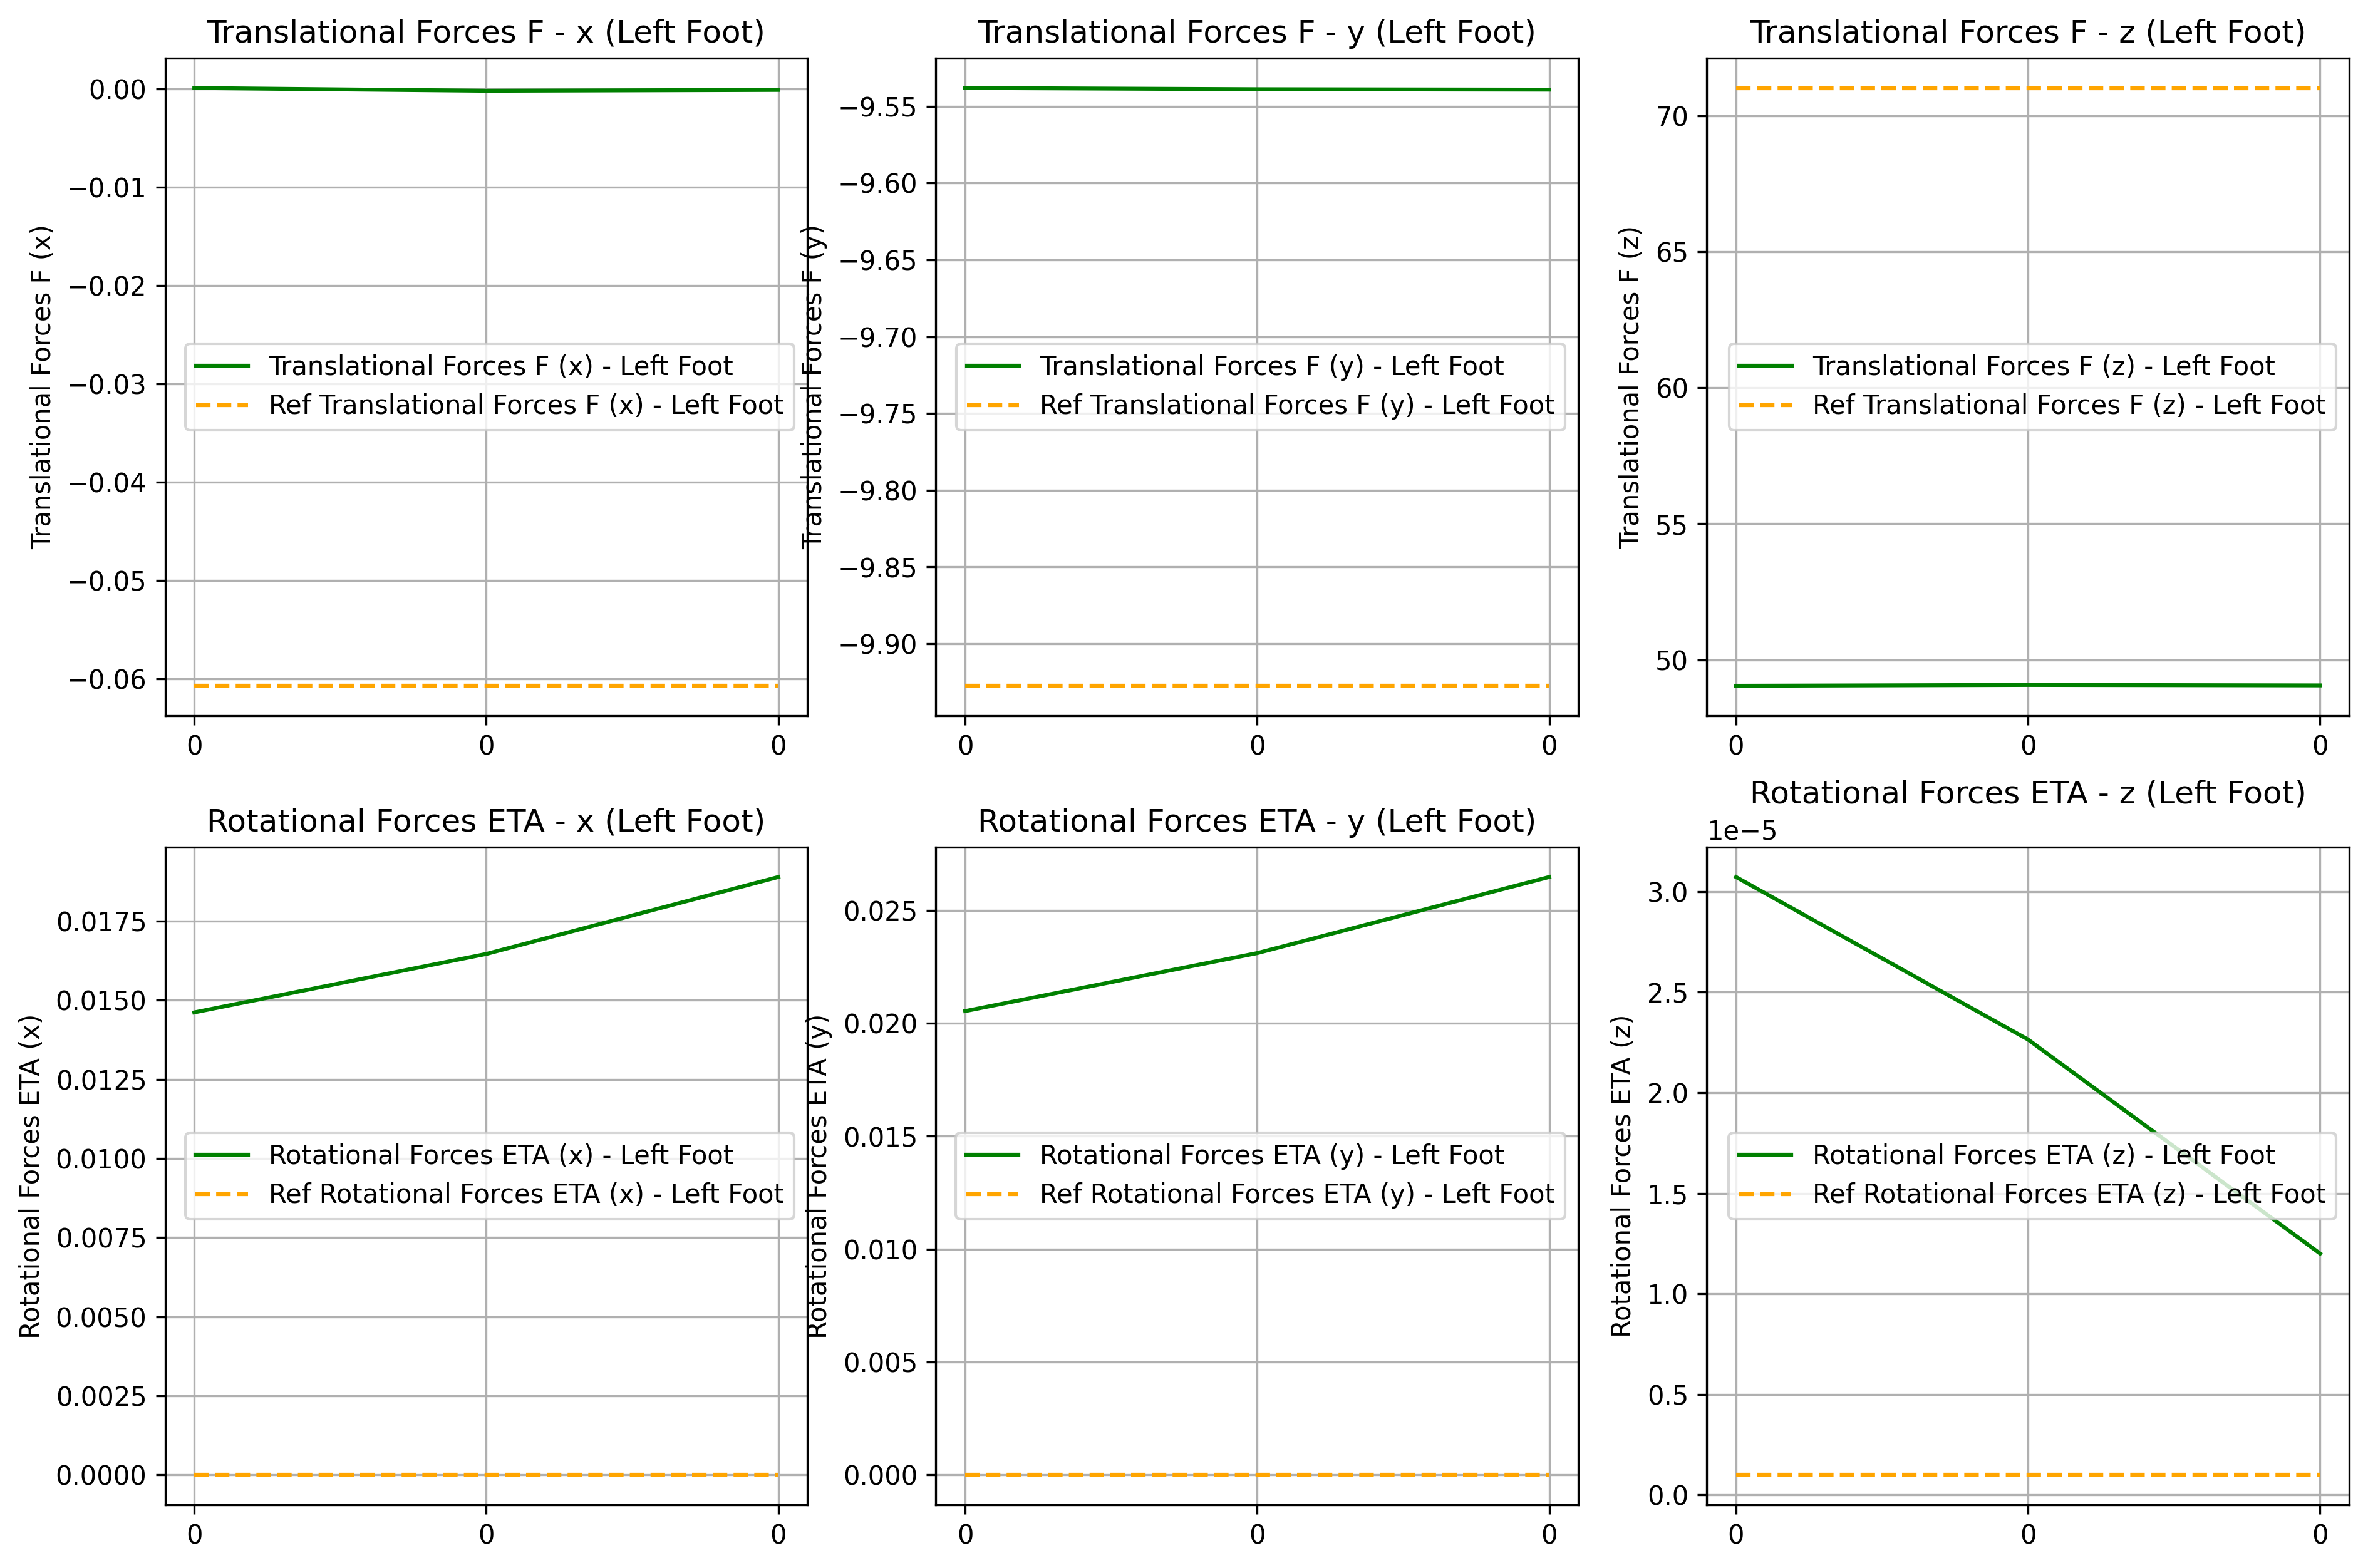 Translational Forces F - x (Left Foot)
Translational Forces F (x)
0.00
−0.01
−0.02
−0.03
−0.04
−0.05
−0.06
Translational Forces F (x) - Left Foot
Ref Translational Forces F (x) - Left Foot
0 0 0
Translational Forces F - y (Left Foot)
Translational Forces F (y)
−9.55
−9.60
−9.65
−9.70
−9.75
−9.80
−9.85
−9.90
Translational Forces F (y) - Left Foot
Ref Translational Forces F (y) - Left Foot
0 0 0
Translational Forces F - z (Left Foot)
Translational Forces F (z)
70
65
60
55
50
Translational Forces F (z) - Left Foot
Ref Translational Forces F (z) - Left Foot
0 0 0
Rotational Forces ETA - x (Left Foot)
Rotational Forces ETA (x)
0.0175
0.0150
0.0125
0.0100
0.0075
0.0050
0.0025
0.0000
Rotational Forces ETA (x) - Left Foot
Ref Rotational Forces ETA (x) - Left Foot
0 0 0
Rotational Forces ETA - y (Left Foot)
Rotational Forces ETA (y)
0.025
0.020
0.015
0.010
0.005
0.000
Rotational Forces ETA (y) - Left Foot
Ref Rotational Forces ETA (y) - Left Foot
0 0 0
Rotational Forces ETA - z (Left Foot)
1e−5
Rotational Forces ETA (z)
3.0
2.5
2.0
1.5
1.0
0.5
0.0
Rotational Forces ETA (z) - Left Foot
Ref Rotational Forces ETA (z) - Left Foot
0 0 0